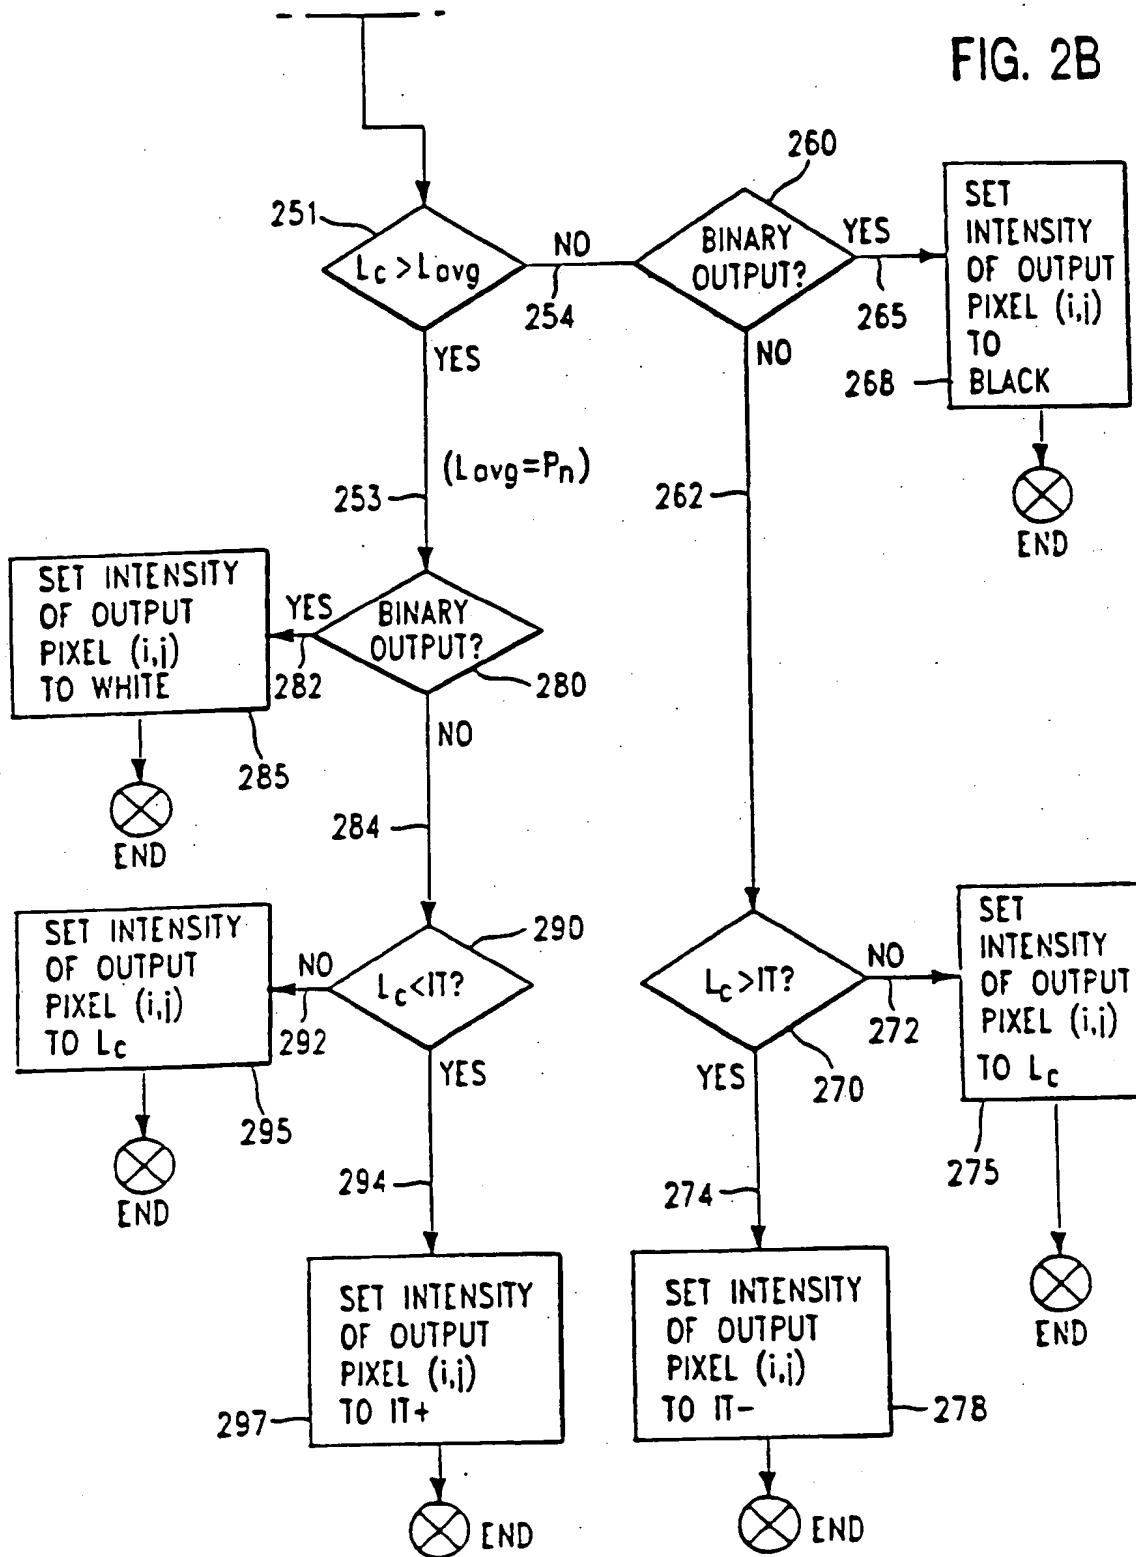 FIG. 2B
260
251
Lc > Lavg
NO
254
BINARY
OUTPUT?
YES
265
SET
INTENSITY
OF OUTPUT
PIXEL (i,j)
TO
BLACK
268
END
YES
NO
(Lavg=Pn)
253
262
SET INTENSITY
OF OUTPUT
PIXEL (i,j)
TO WHITE
285
END
YES
282
BINARY
OUTPUT?
280
NO
284
SET INTENSITY
OF OUTPUT
PIXEL (i,j)
TO Lc
295
END
NO
292
Lc<IT?
290
YES
294
SET INTENSITY
OF OUTPUT
PIXEL (i,j)
TO IT+
297
END
Lc>IT?
270
NO
272
SET
INTENSITY
OF OUTPUT
PIXEL (i,j)
TO Lc
275
END
YES
274
SET INTENSITY
OF OUTPUT
PIXEL (i,j)
TO IT-
278
END